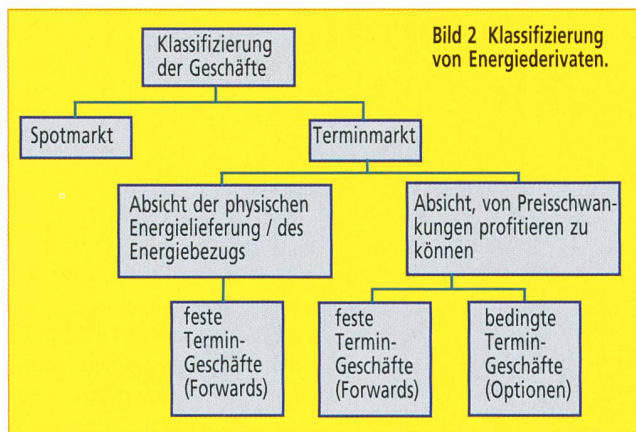 Klassifizierung
der Geschäfte
Bild 2 Klassifizierung
von Energiederivaten.
Spotmarkt
Terminmarkt
Absicht der physischen
Energielieferung / des
Energiebezugs
Absicht, von Preisschwan-
kungen profitieren zu
können
feste
Termin-
Geschäfte
(Forwards)
feste
Termin-
Geschäfte
(Forwards)
bedingte
Termin-
Geschäfte
(Optionen)